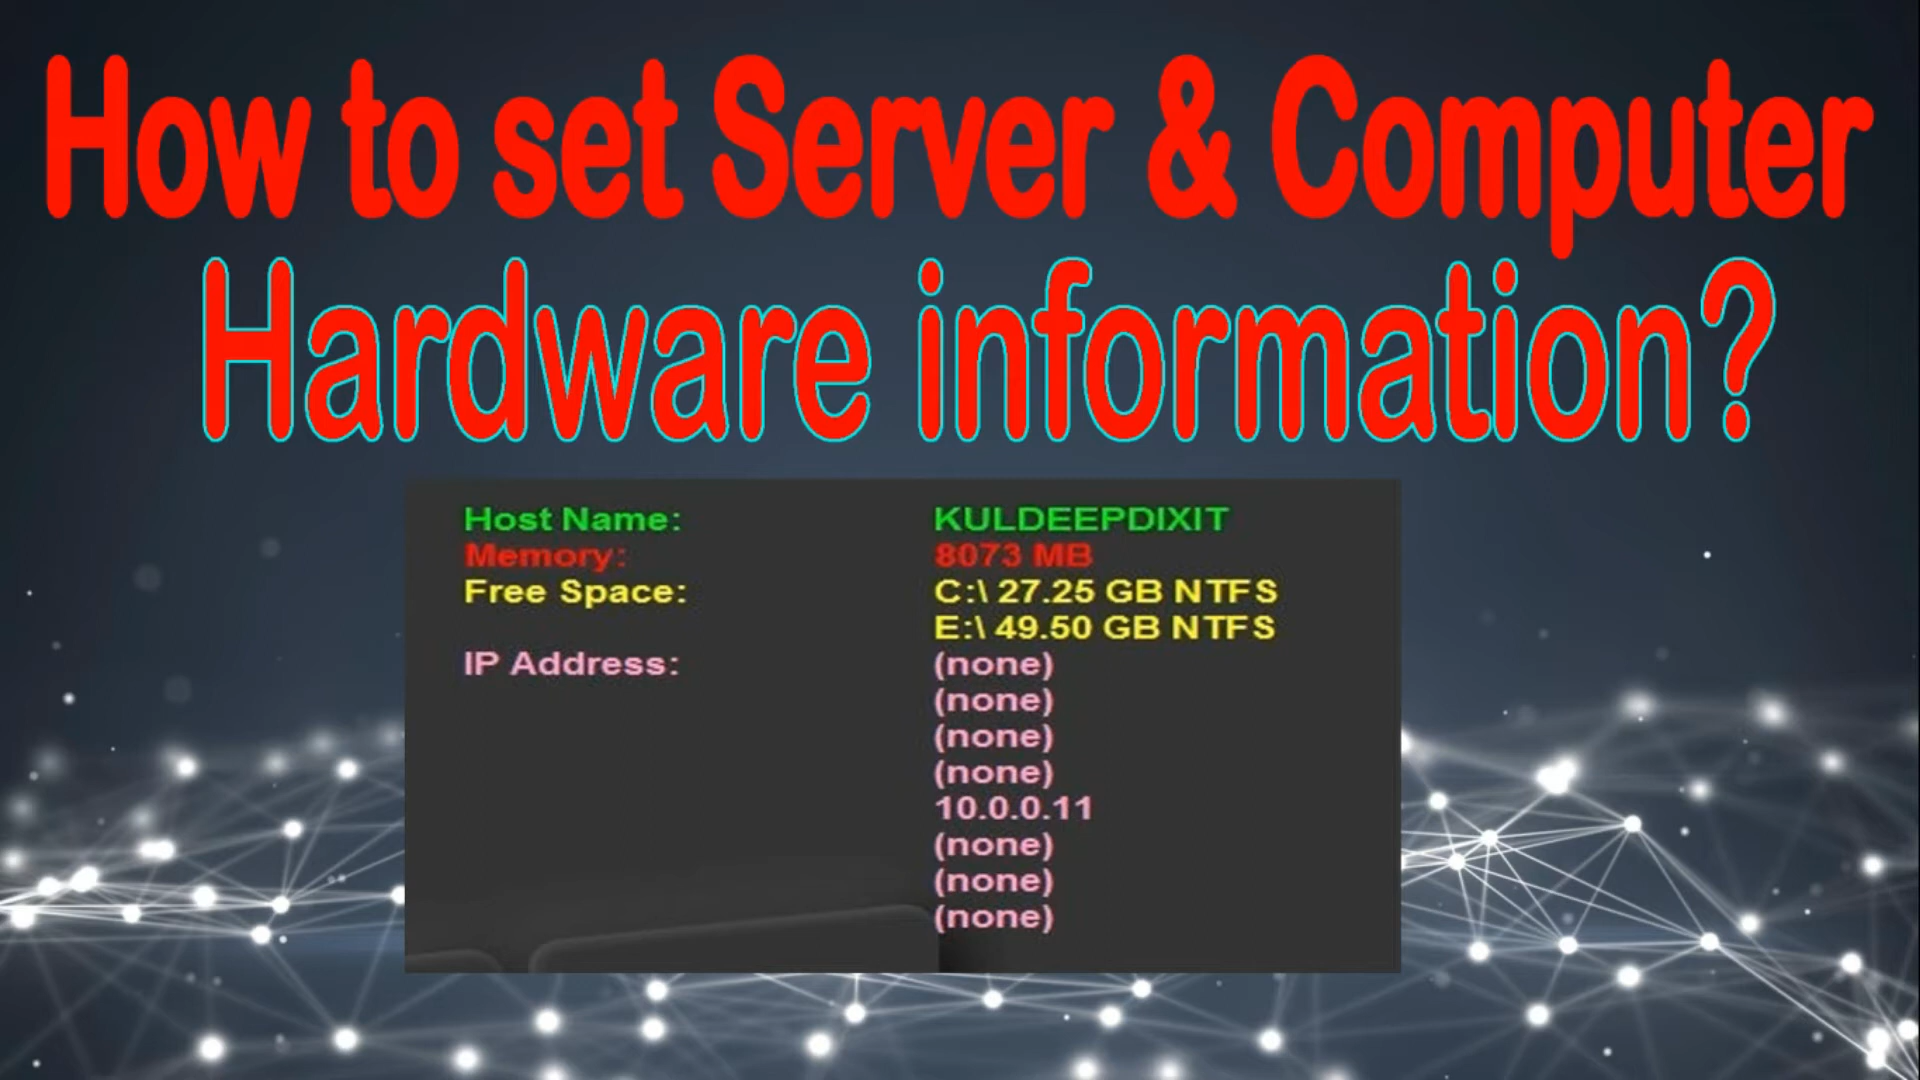 How to set Server & Computer
Hardware information?
Host Name: KULDEEPDIXIT
Memory: 8073 MB
Free Space: C:\ 27.25 GB NTFS
E:\ 49.50 GB NTFS
IP Address: (none)
(none)
(none)
(none)
10.0.0.11
(none)
(none)
(none)